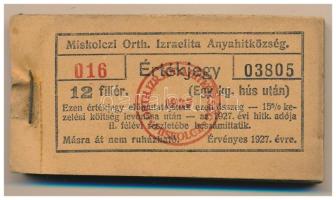 Miskolczi Orth. Izraelita Anyahitközség.
016 Értékjegy 03805
12 fillér. (Egy kg. hús után)
Ezen értékjegy ellenértékéből ezen összeg — 15% ke-
zelési költség levonása után — az 1927. évi hitk. adója
II. félévi részletébe beszámíttatik.
Másra át nem ruházható. Érvényes 1927. évre.